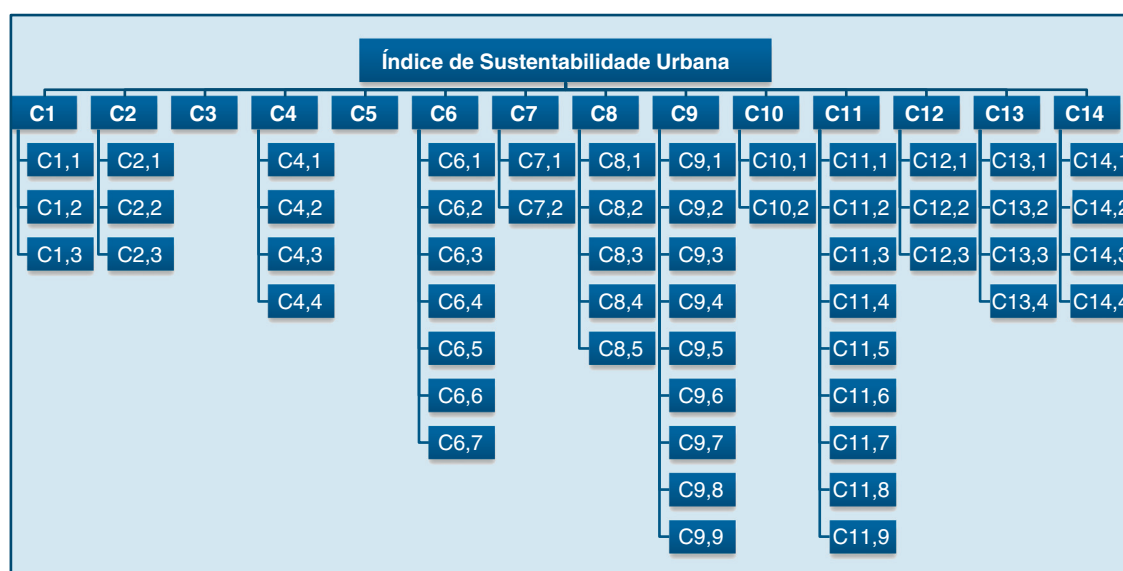 Índice de Sustentabilidade Urbana
C1 C2 C3 C4 C5 C6 C7 C8 C9 C10 C11 C12 C13 C14
C1,1 C2,1 C4,1 C6,1 C7,1 C8,1 C9,1 C10,1 C11,1 C12,1 C13,1 C14,1
C1,2 C2,2 C4,2 C6,2 C7,2 C8,2 C9,2 C10,2 C11,2 C12,2 C13,2 C14,2
C1,3 C2,3 C4,3 C6,3 C8,3 C9,3 C11,3 C12,3 C13,3 C14,3
C4,4 C6,4 C8,4 C9,4 C11,4 C13,4 C14,4
C6,5 C8,5 C9,5 C11,5
C6,6 C9,6 C11,6
C6,7 C9,7 C11,7
C9,8 C11,8
C9,9 C11,9